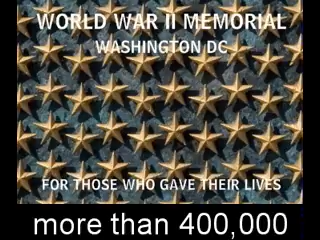 WORLD WAR II MEMORIAL
WASHINGTON DC
FOR THOSE WHO GAVE THEIR LIVES
more than 400,000